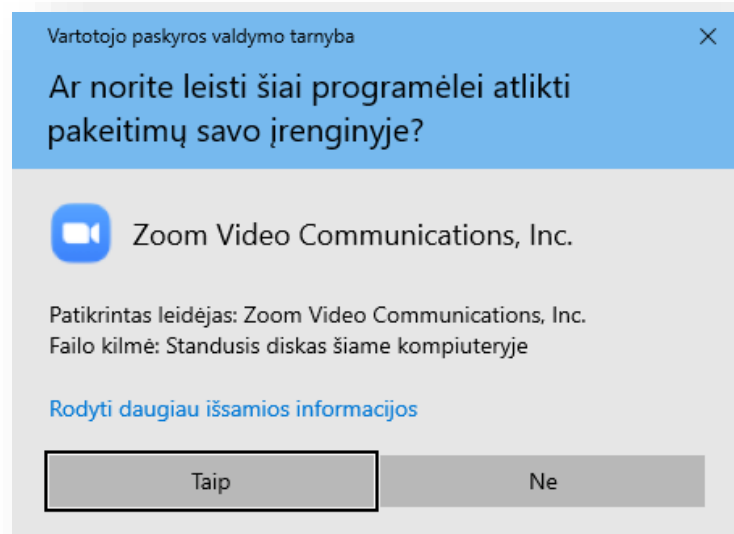 Vartotojo paskyros valdymo tarnyba
Ar norite leisti šiai programėlei atlikti
pakeitimų savo įrenginyje?
Zoom Video Communications, Inc.
Patikrintas leidėjas: Zoom Video Communications, Inc.
Failo kilmė: Standusis diskas šiame kompiuteryje
Rodyti daugiau išsamios informacijos
Taip
Ne